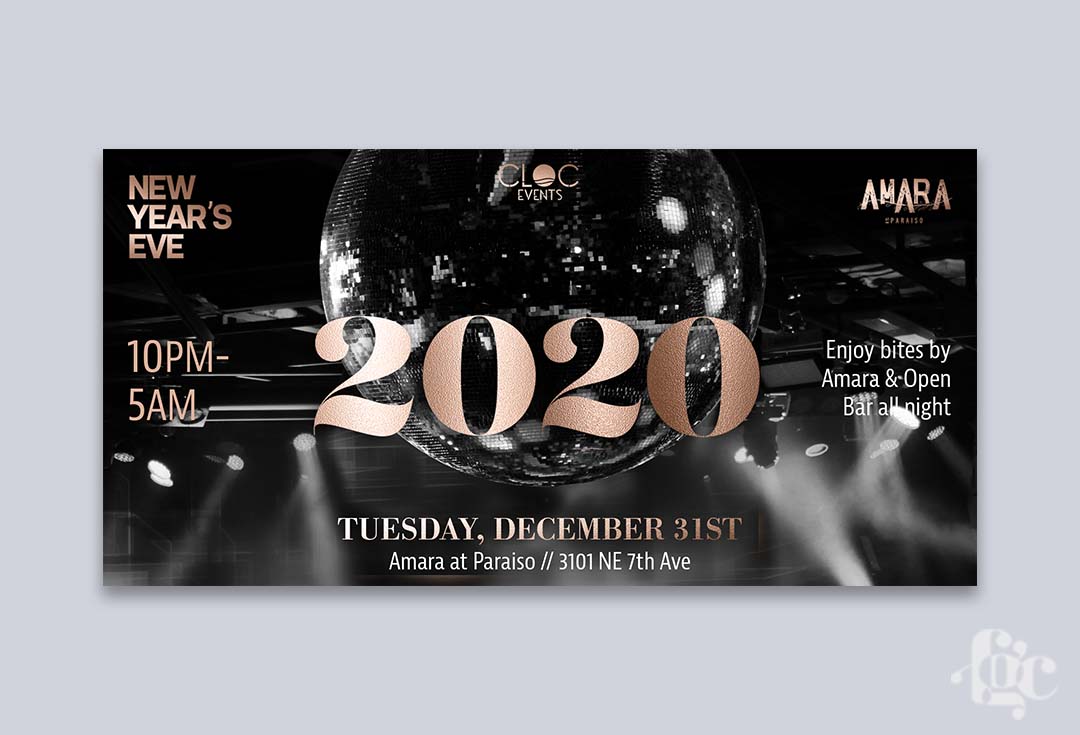 NEW
YEAR'S
EVE
CLOC
EVENTS
AMARA
PARAISO
2020
10PM-
5AM
Enjoy bites by
Amara & Open
Bar all night
TUESDAY, DECEMBER 31ST
Amara at Paraiso // 3101 NE 7th Ave
fgc